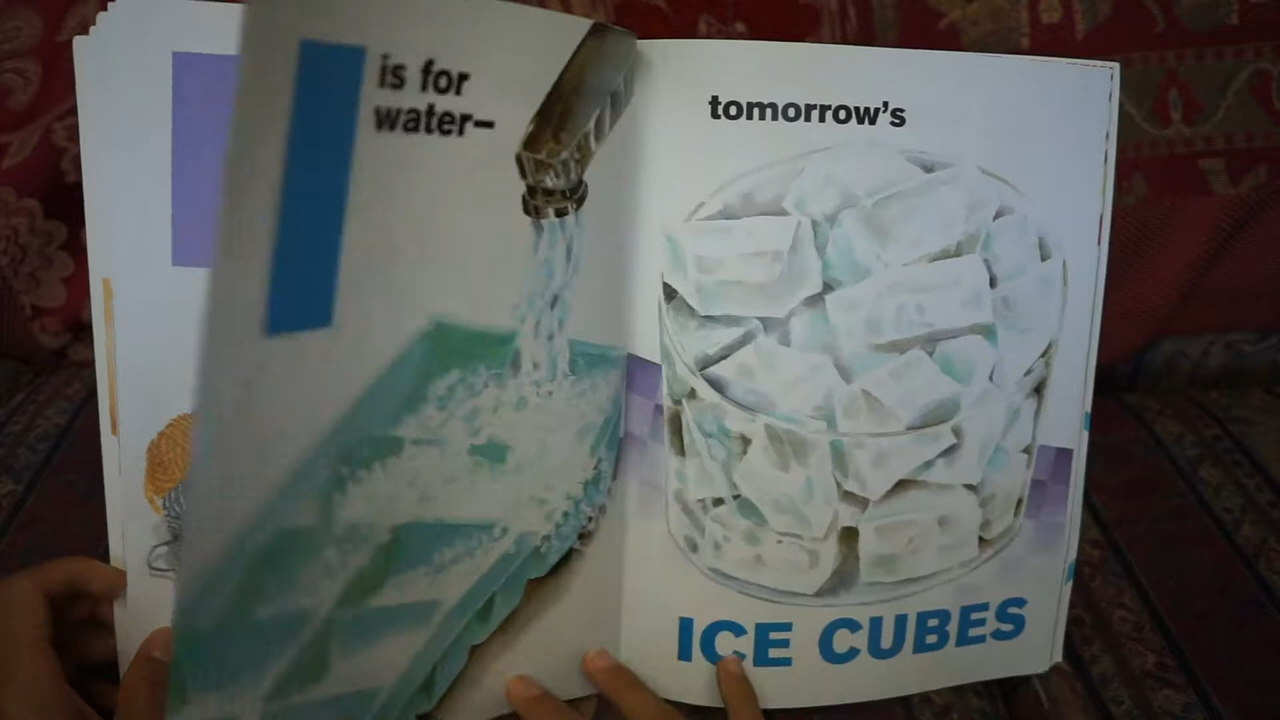 I is for
water–
tomorrow's
ICE CUBES